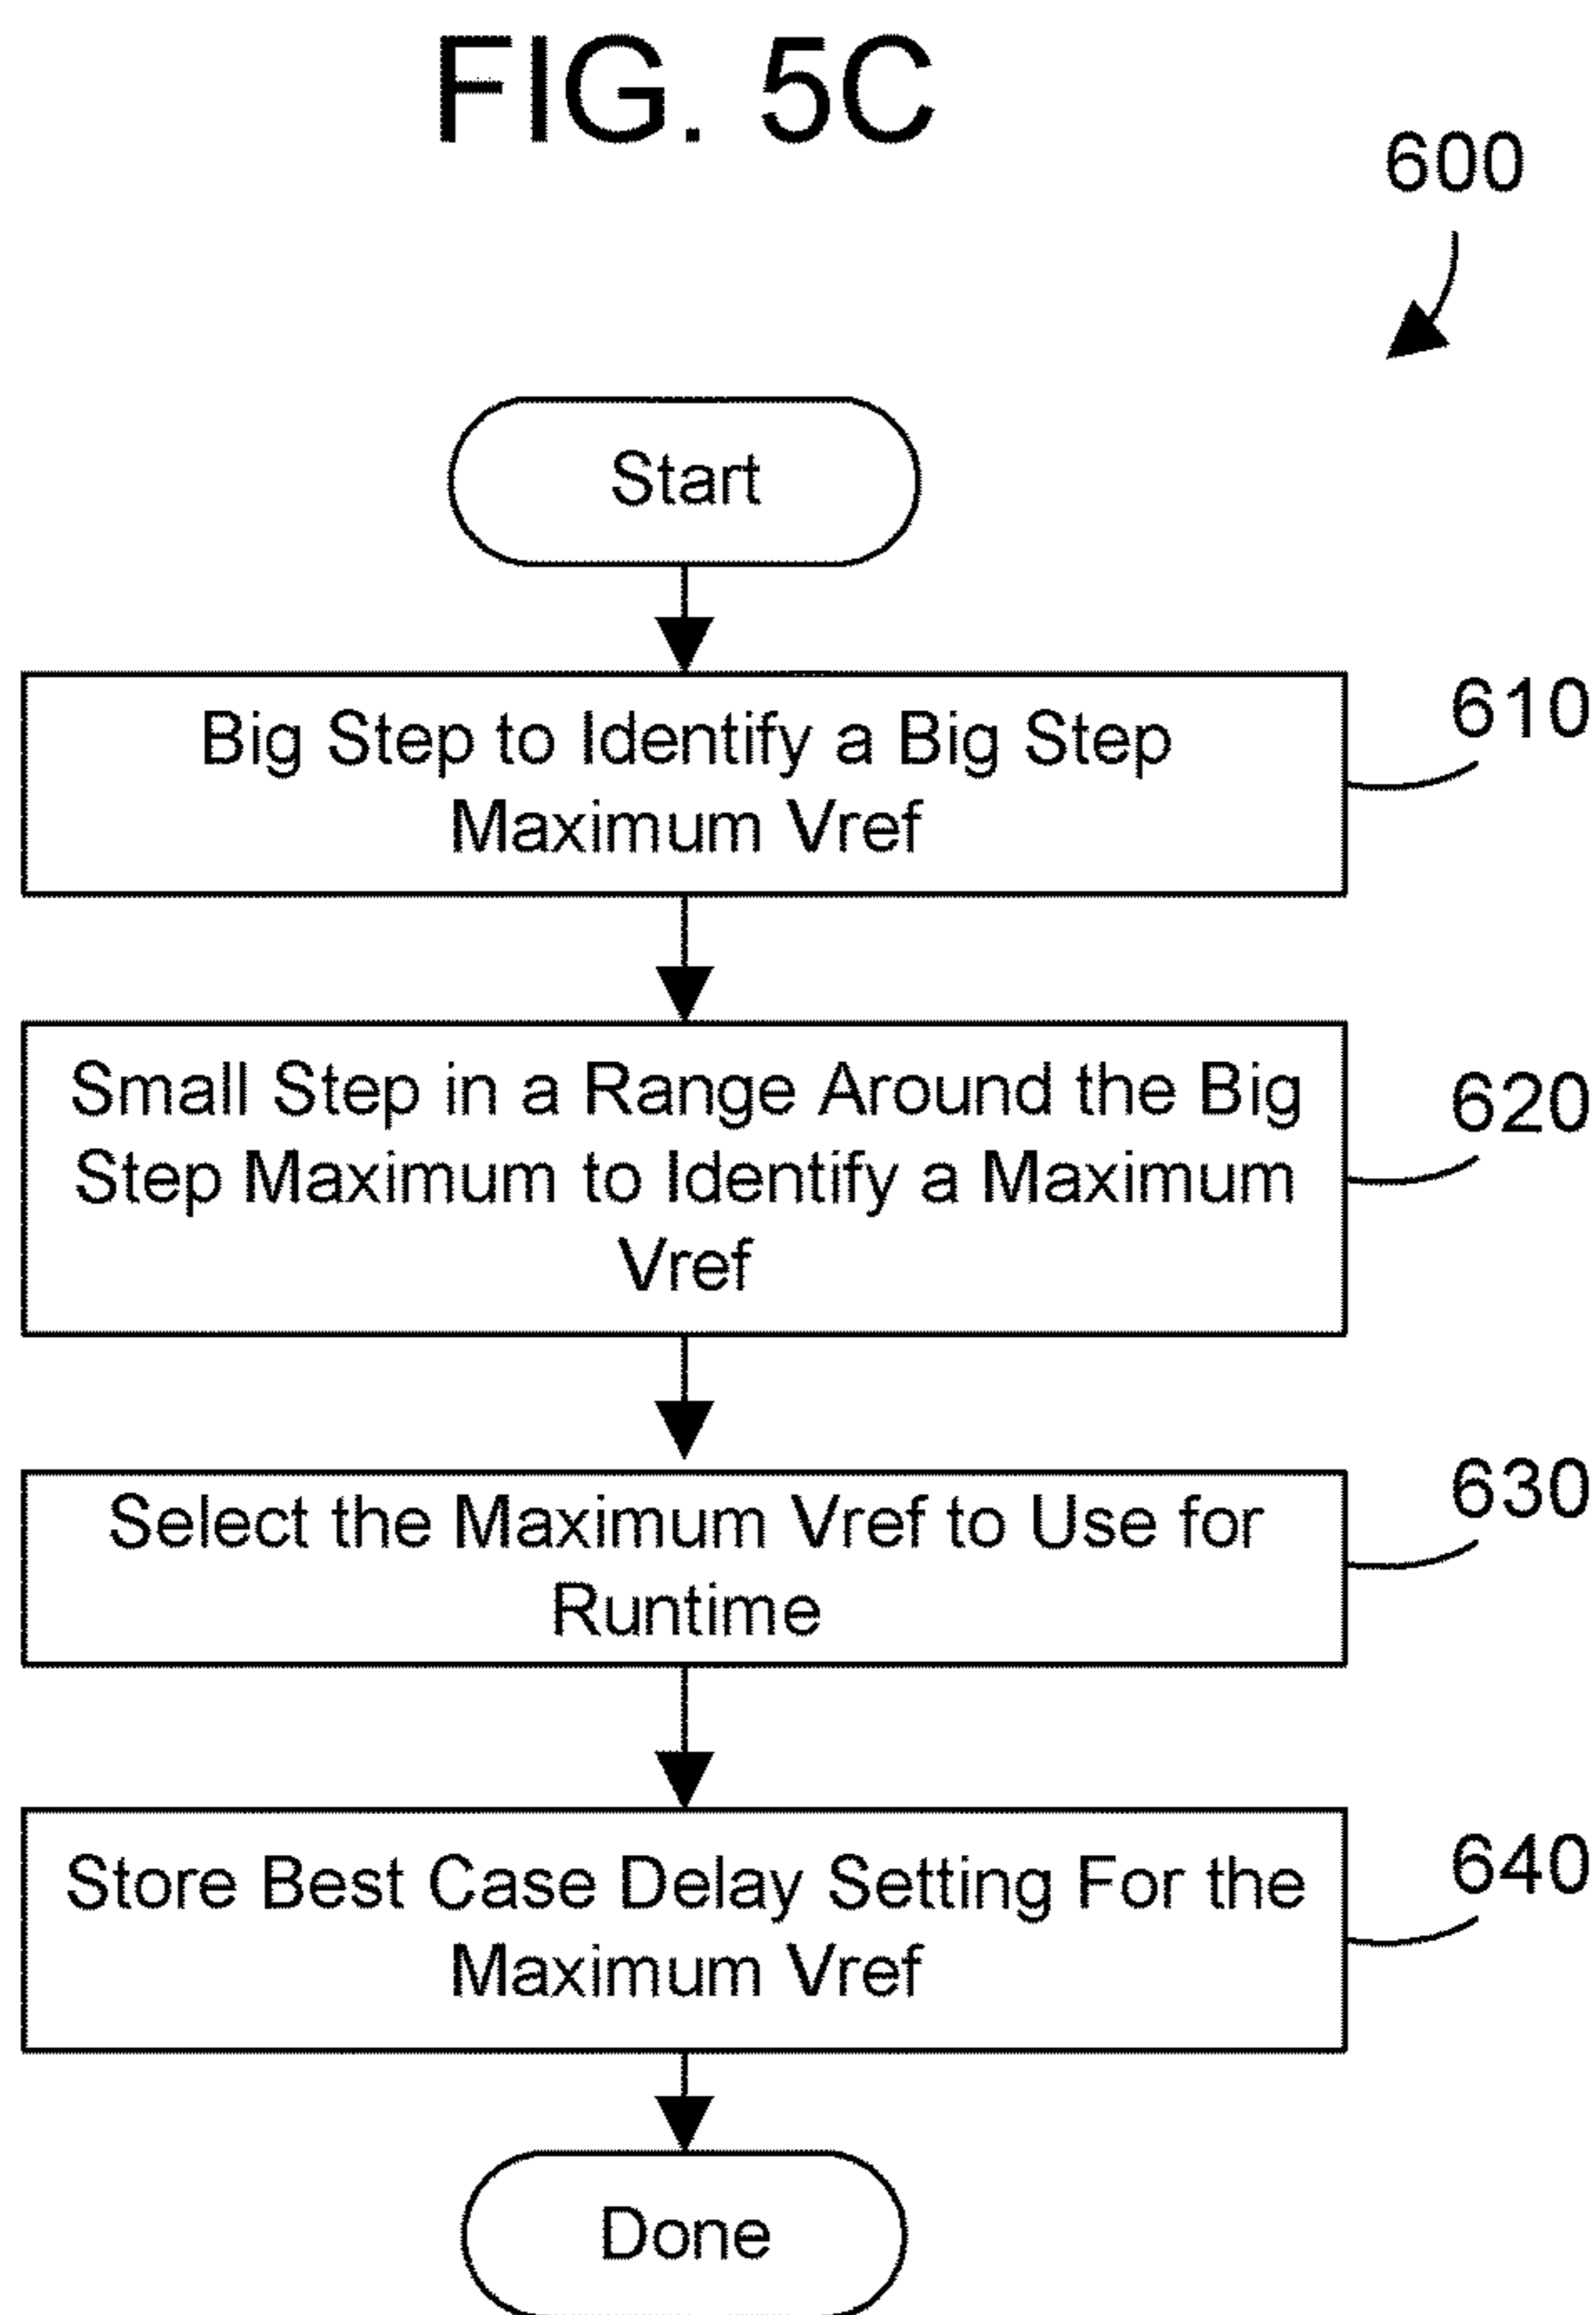 FIG. 5C
600
Start
Big Step to Identify a Big Step
Maximum Vref
610
Small Step in a Range Around the Big
Step Maximum to Identify a Maximum
Vref
620
Select the Maximum Vref to Use for
Runtime
630
Store Best Case Delay Setting For the
Maximum Vref
640
Done